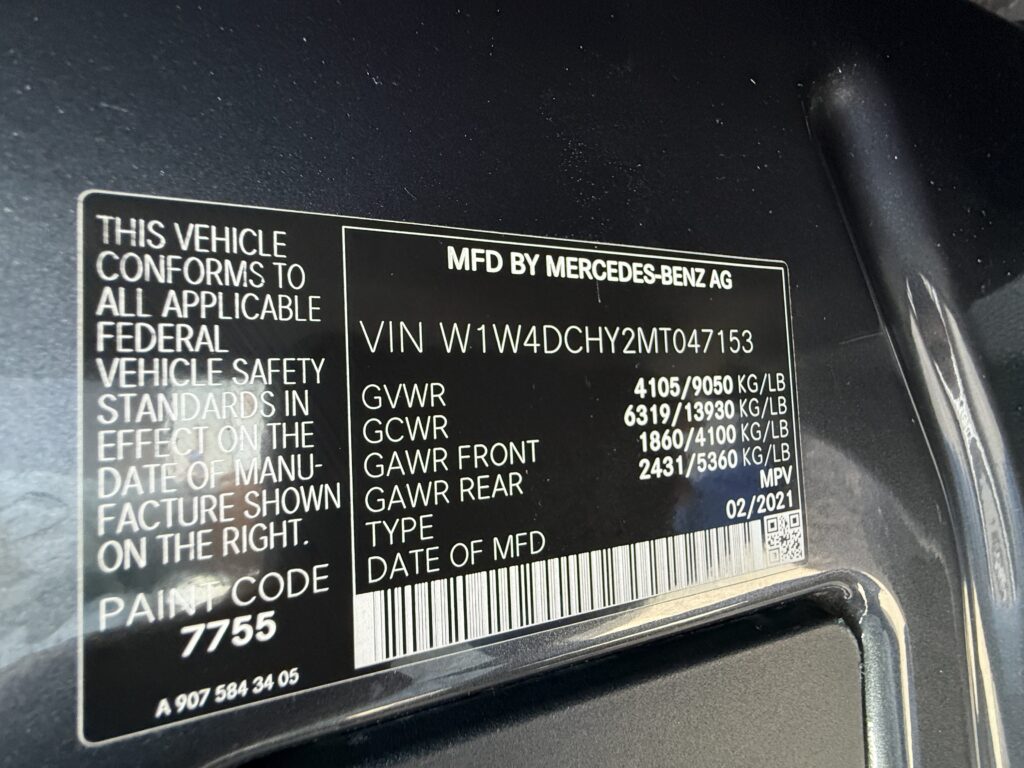 THIS VEHICLE
CONFORMS TO
ALL APPLICABLE
FEDERAL
VEHICLE SAFETY
STANDARDS IN
EFFECT ON THE
DATE OF MANU-
FACTURE SHOWN
ON THE RIGHT.
PAINT CODE
7755
A 907 584 34 05
MFD BY MERCEDES-BENZ AG
VIN W1W4DCHY2MT047153
GVWR 4105/9050 KG/LB
GCWR 6319/13930 KG/LB
GAWR FRONT 1860/4100 KG/LB
GAWR REAR 2431/5360 KG/LB
TYPE MPV
DATE OF MFD 02/2021